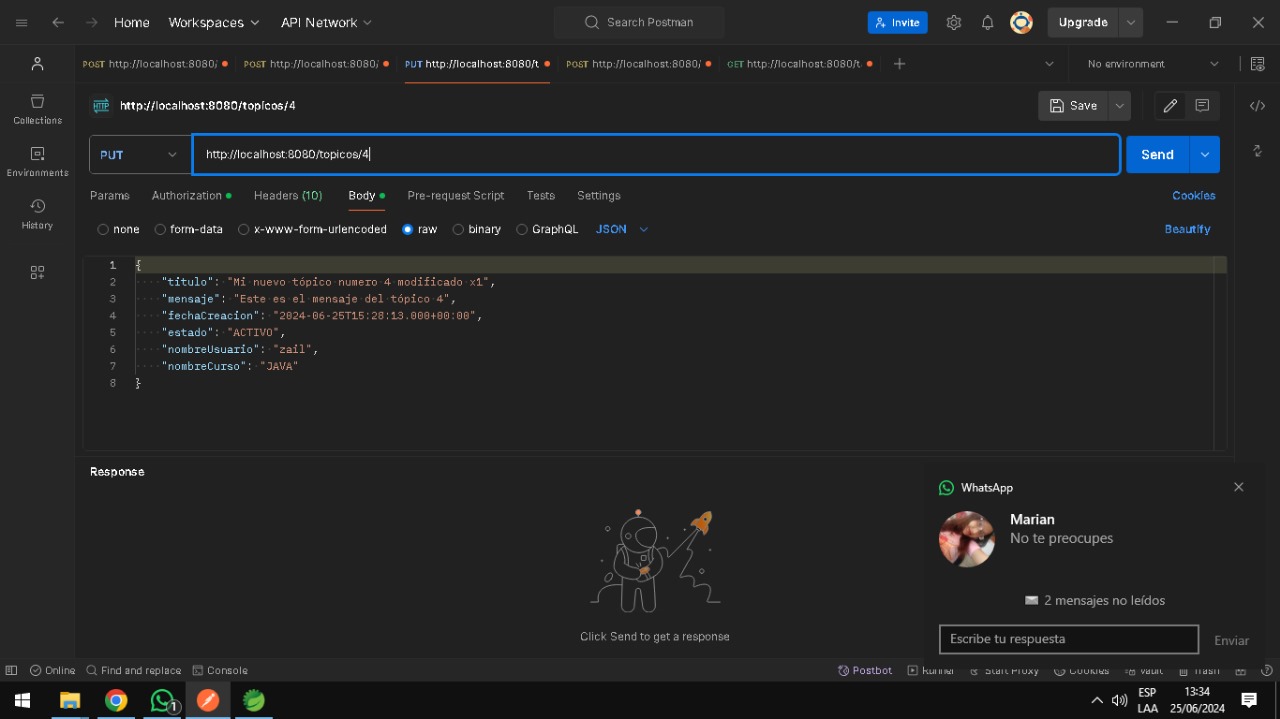 Home Workspaces API Network Search Postman Invite Upgrade
POST http://localhost:8080/ POST http://localhost:8080/ PUT http://localhost:8080/t POST http://localhost:8080/ GET http://localhost:8080/t No environment
HTTP http://localhost:8080/topicos/4 Save
Collections
Environments
History
PUT http://localhost:8080/topicos/4 Send
Params Authorization Headers (10) Body Pre-request Script Tests Settings Cookies
none form-data x-www-form-urlencoded raw binary GraphQL JSON Beautify
1 {
2 "titulo": "Mi nuevo tópico numero 4 modificado x1",
3 "mensaje": "Este es el mensaje del tópico 4",
4 "fechaCreacion": "2024-06-25T15:28:13.000+00:00",
5 "estado": "ACTIVO",
6 "nombreUsuario": "zail",
7 "nombreCurso": "JAVA"
8 }
Response
Click Send to get a response
WhatsApp
Marian
No te preocupes
2 mensajes no leídos
Escribe tu respuesta Enviar
Online Find and replace Console Postbot Runner Start Proxy Cookies Vault Trash
1
ESP
LAA
13:34
25/06/2024